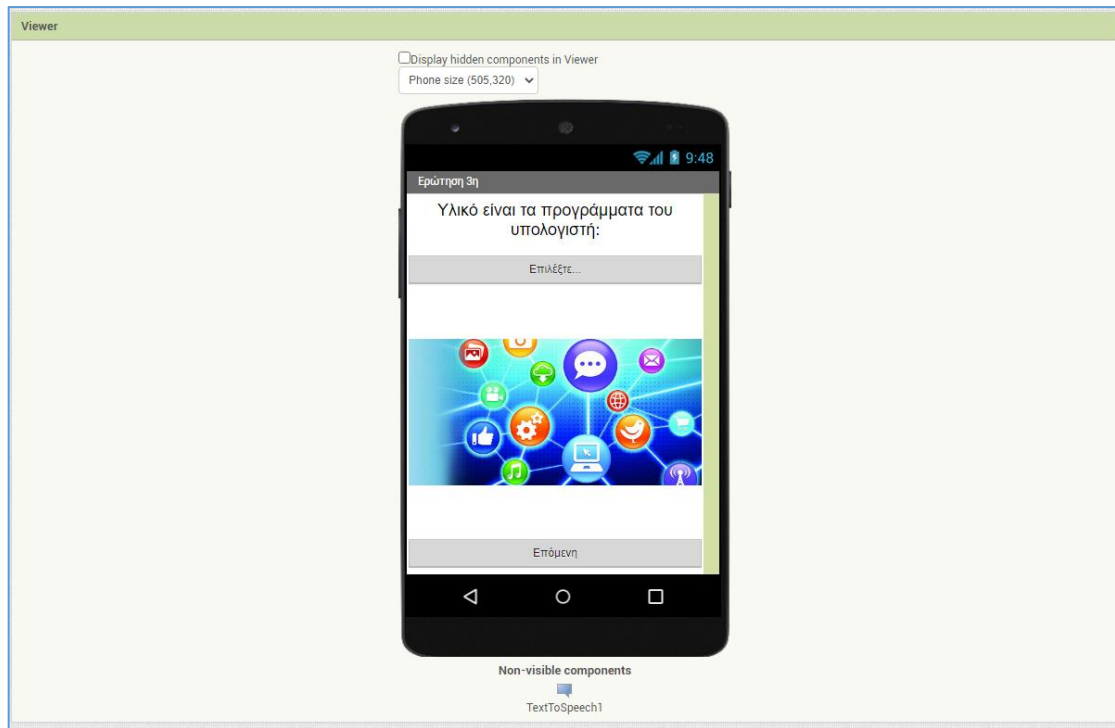 Viewer
Display hidden components in Viewer
Phone size (505,320)
9:48
Ερώτηση 3η
Υλικό είναι τα προγράμματα του
υπολογιστή:
Επιλέξτε...
Επόμενη
Non-visible components
TextToSpeech1